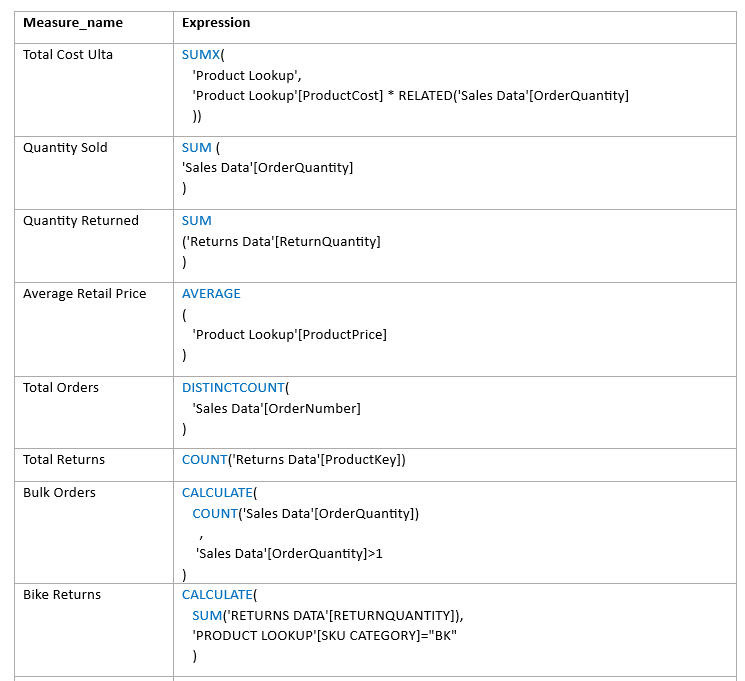 Measure_name Expression
Total Cost Ulta SUMX(
'Product Lookup',
'Product Lookup'[ProductCost] * RELATED('Sales Data'[OrderQuantity]
))
Quantity Sold SUM (
'Sales Data'[OrderQuantity]
)
Quantity Returned SUM
('Returns Data'[ReturnQuantity]
)
Average Retail Price AVERAGE
(
'Product Lookup'[ProductPrice]
)
Total Orders DISTINCTCOUNT(
'Sales Data'[OrderNumber]
)
Total Returns COUNT('Returns Data'[ProductKey])
Bulk Orders CALCULATE(
COUNT('Sales Data'[OrderQuantity])
,
'Sales Data'[OrderQuantity]>1
)
Bike Returns CALCULATE(
SUM('RETURNS DATA'[RETURNQUANTITY]),
'PRODUCT LOOKUP'[SKU CATEGORY]="BK"
)